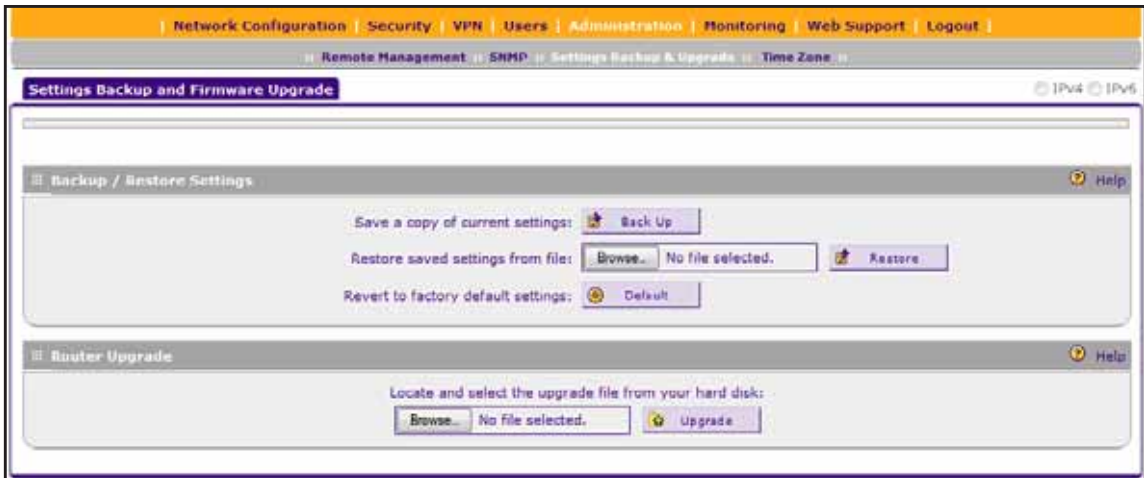 | Network Configuration | Security | VPN | Users | Administration | Monitoring | Web Support | Logout |
:: Remote Management :: SNMP :: Settings Backup & Upgrade :: Time Zone ::
Settings Backup and Firmware Upgrade IPv4 IPv6
Backup / Restore Settings Help
Save a copy of current settings: Back Up
Restore saved settings from file: Browse... No file selected. Restore
Revert to factory default settings: Default
Router Upgrade Help
Locate and select the upgrade file from your hard disk:
Browse... No file selected. Upgrade